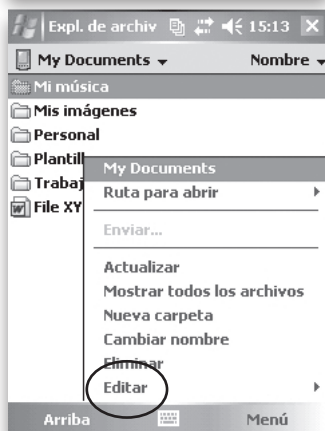 Expl. de archiv 15:13
My Documents Nombre
Mi música
Mis imágenes
Personal
Plantill
Trabaj
File XY
My Documents
Ruta para abrir
Enviar...
Actualizar
Mostrar todos los archivos
Nueva carpeta
Cambiar nombre
Eliminar
Editar
Arriba Menú